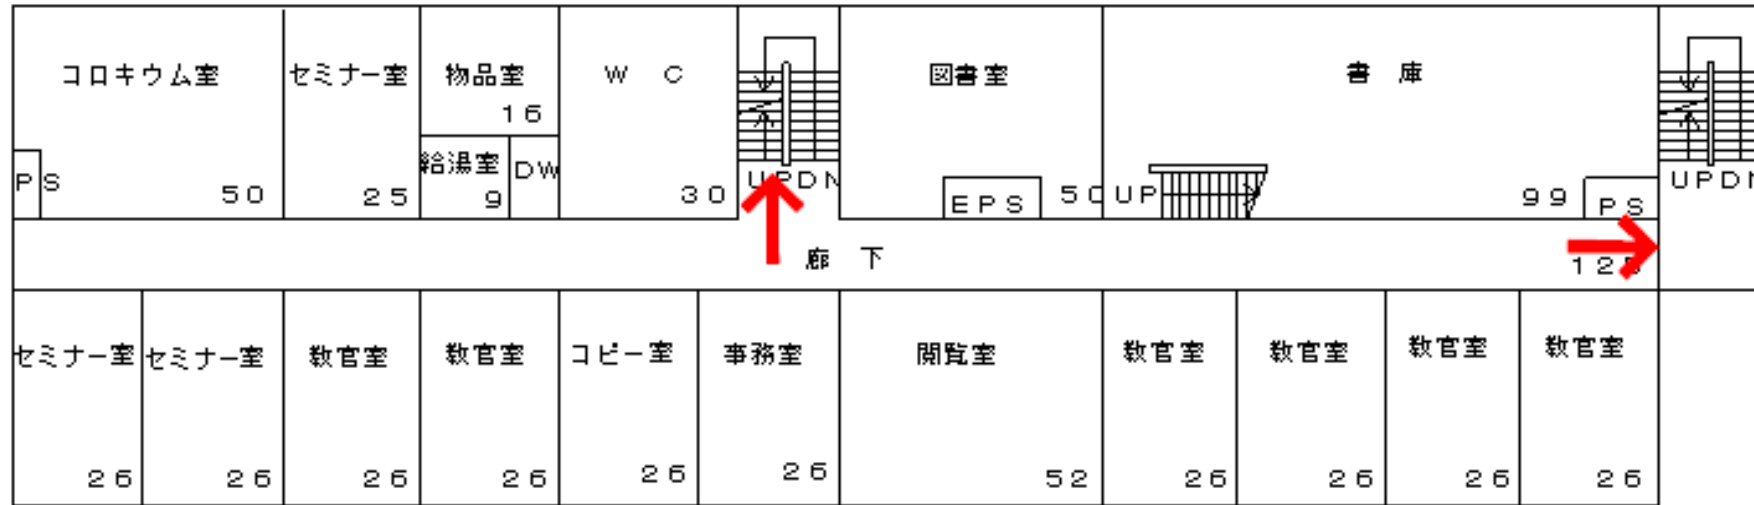 コロキウム室
セミナー室
物品室
ＷＣ
図書室
書庫
１６
給湯室
ＤＷ
ＰＳ
５０
２５
９
３０
ＵＰＤＮ
ＥＰＳ
５０
ＵＰ
９９
ＰＳ
ＵＰＤＮ
廊下
１２５
セミナー室
セミナー室
教官室
教官室
コピー室
事務室
閲覧室
教官室
教官室
教官室
教官室
２６
２６
２６
２６
２６
２６
５２
２６
２６
２６
２６